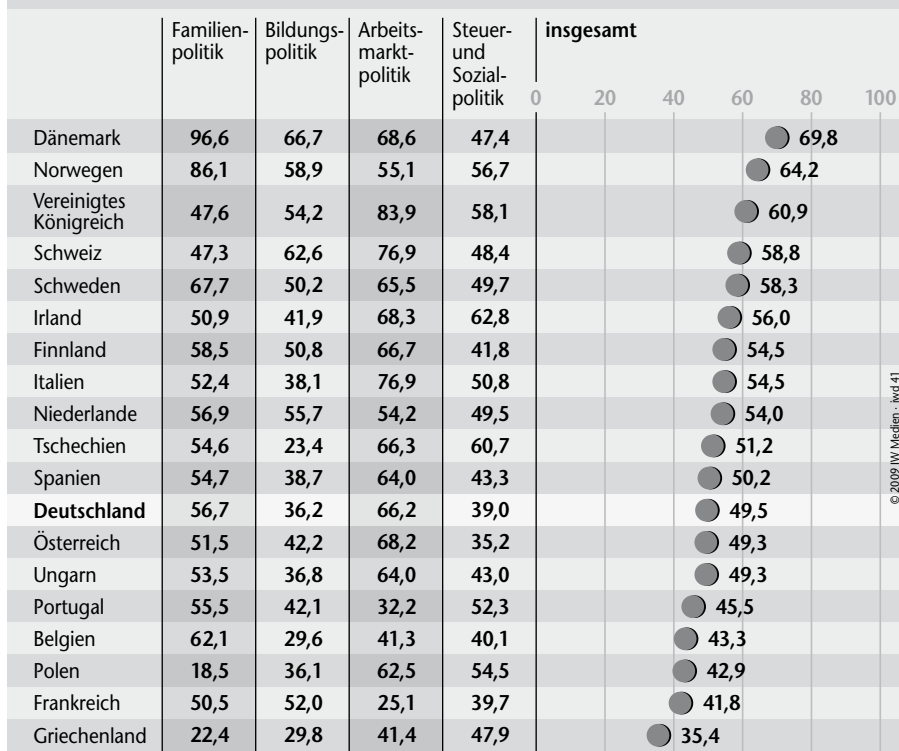 Familien- Bildungs- Arbeits- Steuer- insgesamt
politik politik markt- und
politik Sozial-
politik 0 20 40 60 80 100
Dänemark 96,6 66,7 68,6 47,4 69,8
Norwegen 86,1 58,9 55,1 56,7 64,2
Vereinigtes
Königreich 47,6 54,2 83,9 58,1 60,9
Schweiz 47,3 62,6 76,9 48,4 58,8
Schweden 67,7 50,2 65,5 49,7 58,3
Irland 50,9 41,9 68,3 62,8 56,0
Finnland 58,5 50,8 66,7 41,8 54,5
Italien 52,4 38,1 76,9 50,8 54,5
Niederlande 56,9 55,7 54,2 49,5 54,0
Tschechien 54,6 23,4 66,3 60,7 51,2
Spanien 54,7 38,7 64,0 43,3 50,2
Deutschland 56,7 36,2 66,2 39,0 49,5
Österreich 51,5 42,2 68,2 35,2 49,3
Ungarn 53,5 36,8 64,0 43,0 49,3
Portugal 55,5 42,1 32,2 52,3 45,5
Belgien 62,1 29,6 41,3 40,1 43,3
Polen 18,5 36,1 62,5 54,5 42,9
Frankreich 50,5 52,0 25,1 39,7 41,8
Griechenland 22,4 29,8 41,4 47,9 35,4
© 2009 IW Medien · iwd 41